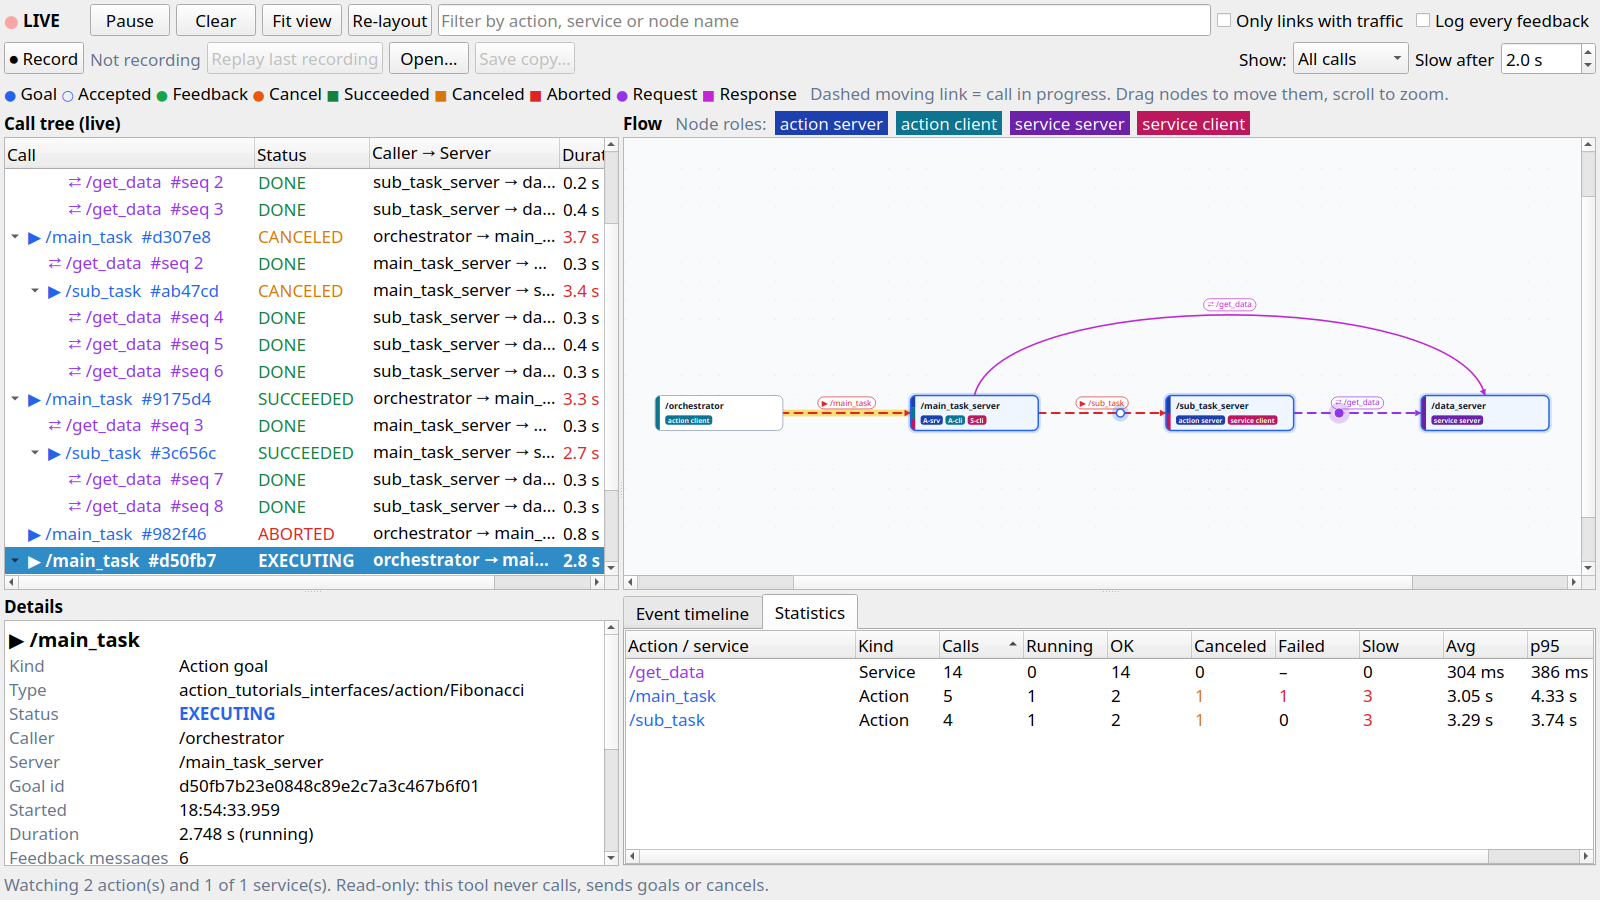 LIVE Pause Clear Fit view Re-layout Filter by action, service or node name Only links with traffic Log every feedback
Record Not recording Replay last recording Open... Save copy... Show: All calls Slow after 2.0 s
Goal Accepted Feedback Cancel Succeeded Canceled Aborted Request Response Dashed moving link = call in progress. Drag nodes to move them, scroll to zoom.
Call tree (live)
Call Status Caller → Server Durat
⇄ /get_data #seq 2 DONE sub_task_server → da... 0.2 s
⇄ /get_data #seq 3 DONE sub_task_server → da... 0.4 s
▶ /main_task #d307e8 CANCELED orchestrator → main_... 3.7 s
⇄ /get_data #seq 2 DONE main_task_server → ... 0.3 s
▶ /sub_task #ab47cd CANCELED main_task_server → s... 3.4 s
⇄ /get_data #seq 4 DONE sub_task_server → da... 0.3 s
⇄ /get_data #seq 5 DONE sub_task_server → da... 0.4 s
⇄ /get_data #seq 6 DONE sub_task_server → da... 0.3 s
▶ /main_task #9175d4 SUCCEEDED orchestrator → main_... 3.3 s
⇄ /get_data #seq 3 DONE main_task_server → ... 0.3 s
▶ /sub_task #3c656c SUCCEEDED main_task_server → s... 2.7 s
⇄ /get_data #seq 7 DONE sub_task_server → da... 0.3 s
⇄ /get_data #seq 8 DONE sub_task_server → da... 0.3 s
▶ /main_task #982f46 ABORTED orchestrator → main_... 0.8 s
▶ /main_task #d50fb7 EXECUTING orchestrator → mai... 2.8 s
Flow Node roles: action server action client service server service client
⇄ /get_data
▶ /main_task ▶ /sub_task ⇄ /get_data
/orchestrator /main_task_server /sub_task_server /data_server
action client A-srv A-cli S-cli action server service client service server
Details
▶ /main_task
Kind Action goal
Type action_tutorials_interfaces/action/Fibonacci
Status EXECUTING
Caller /orchestrator
Server /main_task_server
Goal id d50fb7b23e0848c89e2c7a3c467b6f01
Started 18:54:33.959
Duration 2.748 s (running)
Feedback messages 6
Event timeline Statistics
Action / service Kind Calls Running OK Canceled Failed Slow Avg p95
/get_data Service 14 0 14 0 – 0 304 ms 386 ms
/main_task Action 5 1 2 1 1 3 3.05 s 4.33 s
/sub_task Action 4 1 2 1 0 3 3.29 s 3.74 s
Watching 2 action(s) and 1 of 1 service(s). Read-only: this tool never calls, sends goals or cancels.